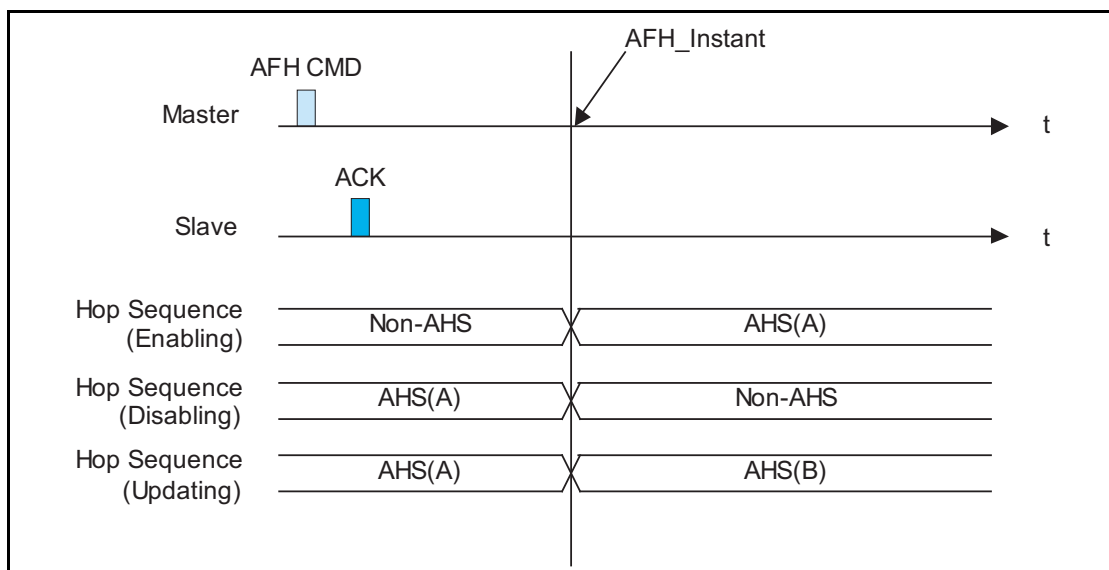 AFH_Instant
AFH CMD
Master
t
ACK
Slave
t
Hop Sequence
(Enabling)
Non-AHS
AHS(A)
Hop Sequence
(Disabling)
AHS(A)
Non-AHS
Hop Sequence
(Updating)
AHS(A)
AHS(B)